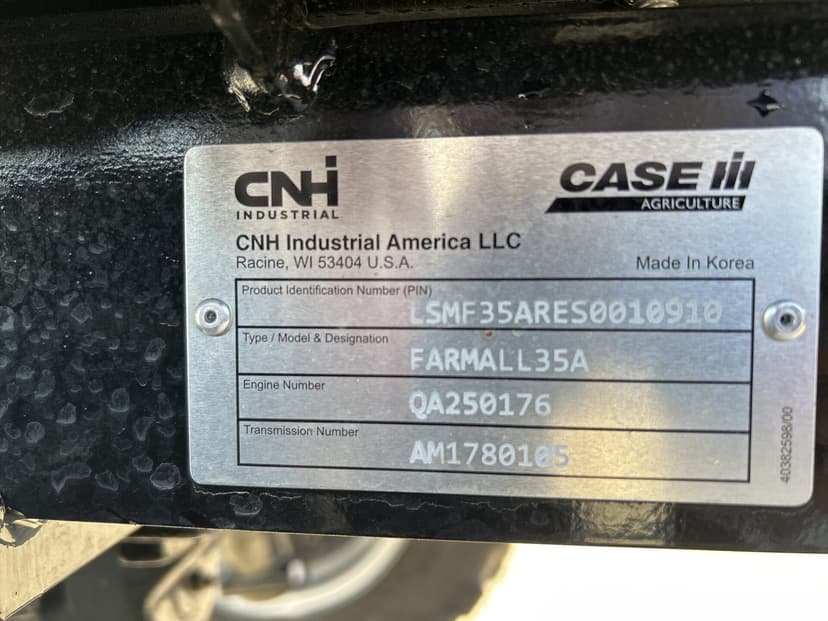 CNH
INDUSTRIAL
CASE IH
AGRICULTURE
CNH Industrial America LLC
Racine, WI 53404 U.S.A.
Made In Korea
Product Identification Number (PIN)
LSMF35ARES0010910
Type / Model & Designation
FARMALL35A
Engine Number
QA250176
Transmission Number
AM1780105
40382598/00